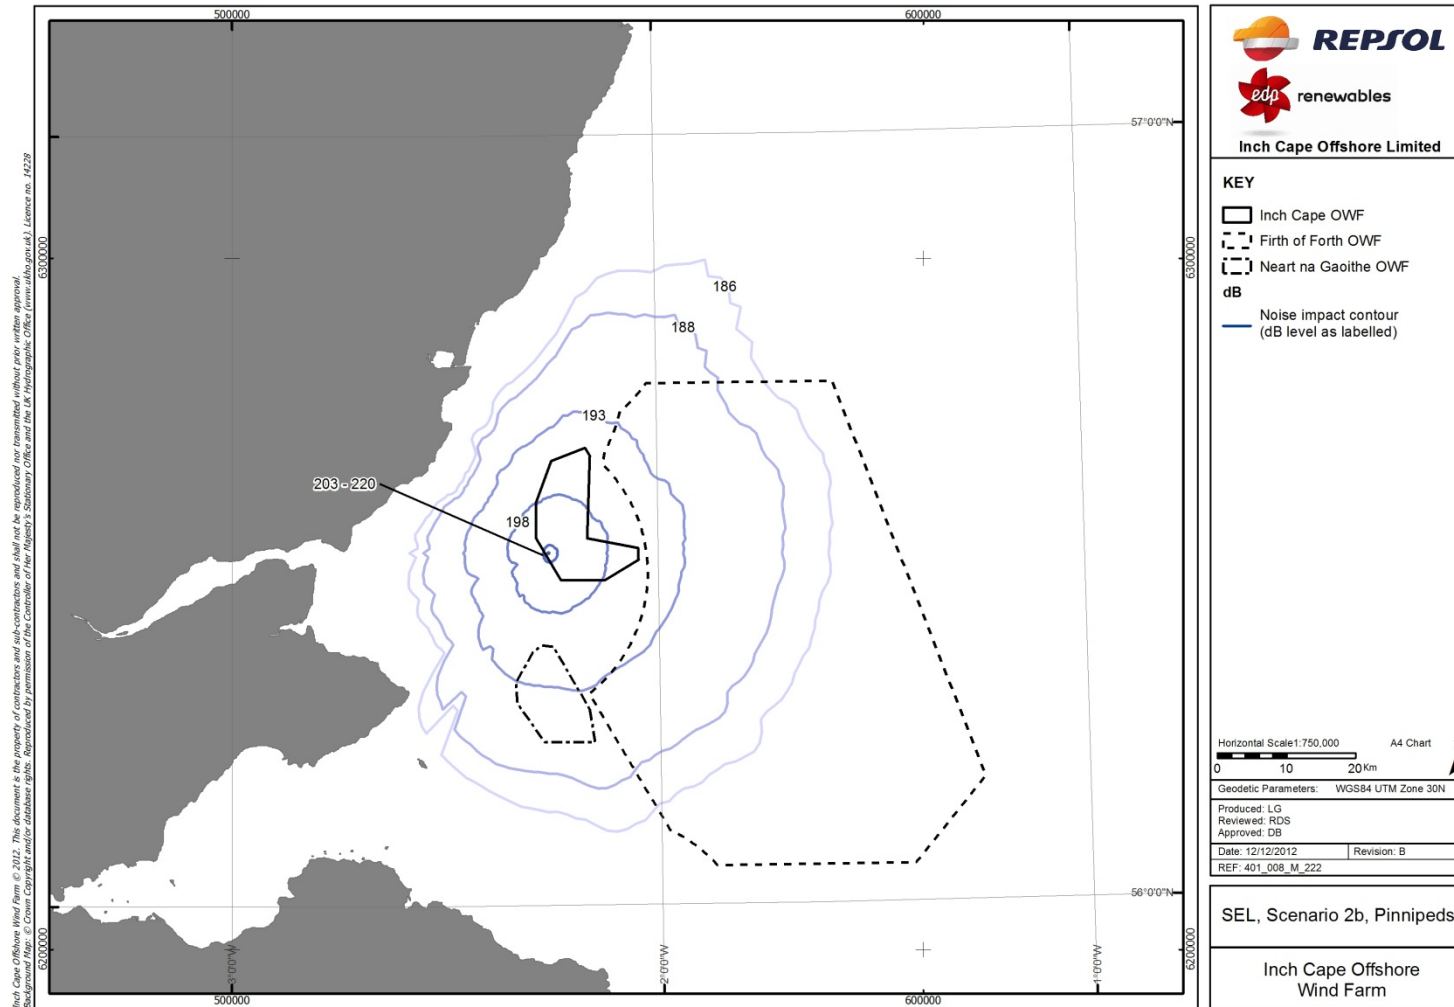 500000
600000
57°0'0"N
6300000
6300000
186
188
193
203 - 220
198
56°0'0"N
6200000
6200000
3°0'0"W
2°0'0"W
1°0'0"W
500000
600000
Inch Cape Offshore Wind Farm © 2012. This document is the property of contractors and sub-contractors and shall not be reproduced nor transmitted without prior written approval.
Background Map: © Crown Copyright and/or database rights. Reproduced by permission of the Controller of Her Majesty's Stationary Office and the UK Hydrographic Office (www.ukho.gov.uk). Licence no. 14228
REPSOL
edp renewables
Inch Cape Offshore Limited
KEY
Inch Cape OWF
Firth of Forth OWF
Neart na Gaoithe OWF
dB
Noise impact contour
(dB level as labelled)
Horizontal Scale1:750,000 A4 Chart
0 10 20 Km
Geodetic Parameters: WGS84 UTM Zone 30N
Produced: LG
Reviewed: RDS
Approved: DB
Date: 12/12/2012 Revision: B
REF: 401_008_M_222
SEL, Scenario 2b, Pinnipeds
Inch Cape Offshore
Wind Farm